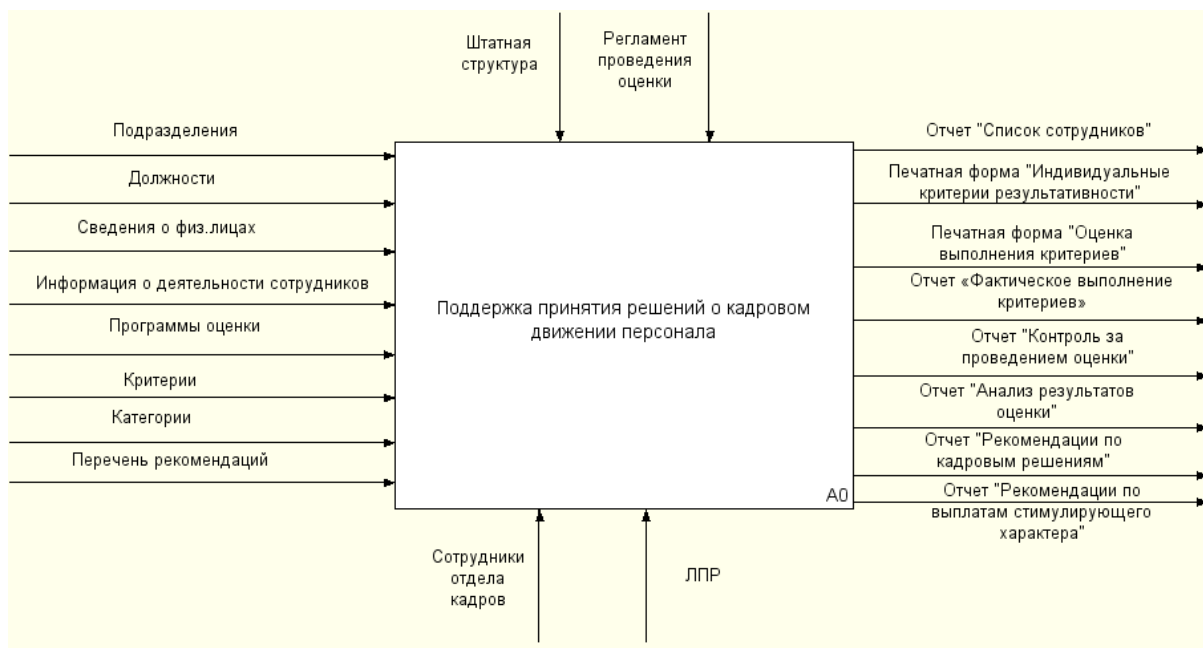 Штатная
структура
Регламент
проведения
оценки
Подразделения
Должности
Сведения о физ.лицах
Информация о деятельности сотрудников
Программы оценки
Критерии
Категории
Перечень рекомендаций
Поддержка принятия решений о кадровом
движении персонала
A0
Отчет "Список сотрудников"
Печатная форма "Индивидуальные
критерии результативности"
Печатная форма "Оценка
выполнения критериев"
Отчет «Фактическое выполнение
критериев»
Отчет "Контроль за
проведением оценки"
Отчет "Анализ результатов
оценки"
Отчет "Рекомендации по
кадровым решениям"
Отчет "Рекомендации по
выплатам стимулирующего
характера"
Сотрудники
отдела
кадров
ЛПР